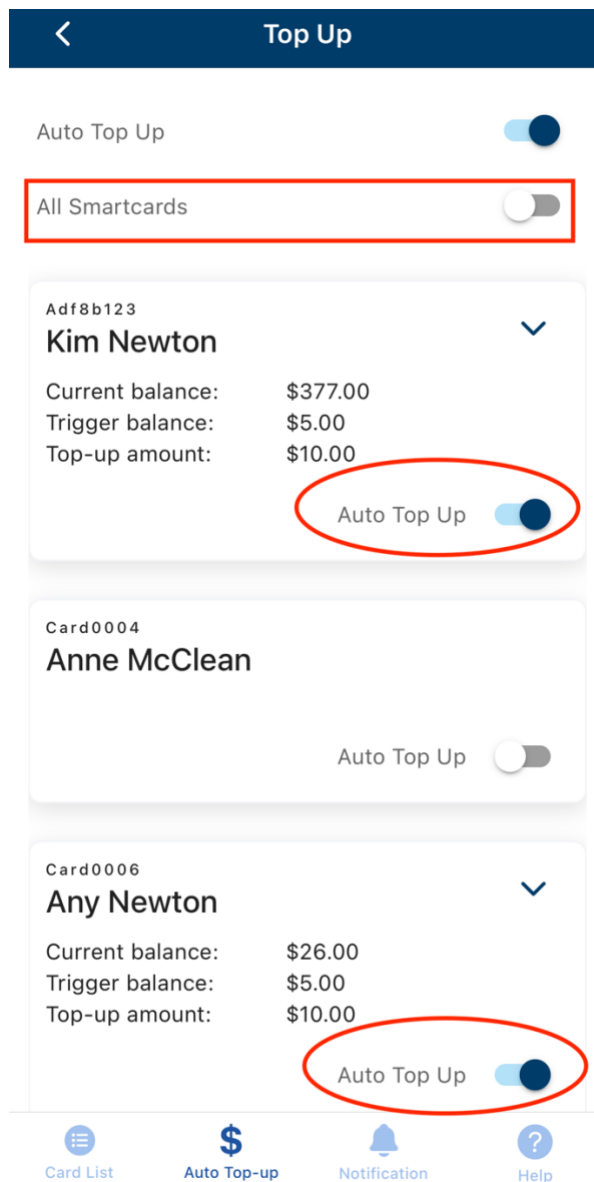 Top Up
Auto Top Up
All Smartcards
Adf8b123
Kim Newton
Current balance: $377.00
Trigger balance: $5.00
Top-up amount: $10.00
Auto Top Up
Card0004
Anne McClean
Auto Top Up
Card0006
Any Newton
Current balance: $26.00
Trigger balance: $5.00
Top-up amount: $10.00
Auto Top Up
$ ?
Card List Auto Top-up Notification Help